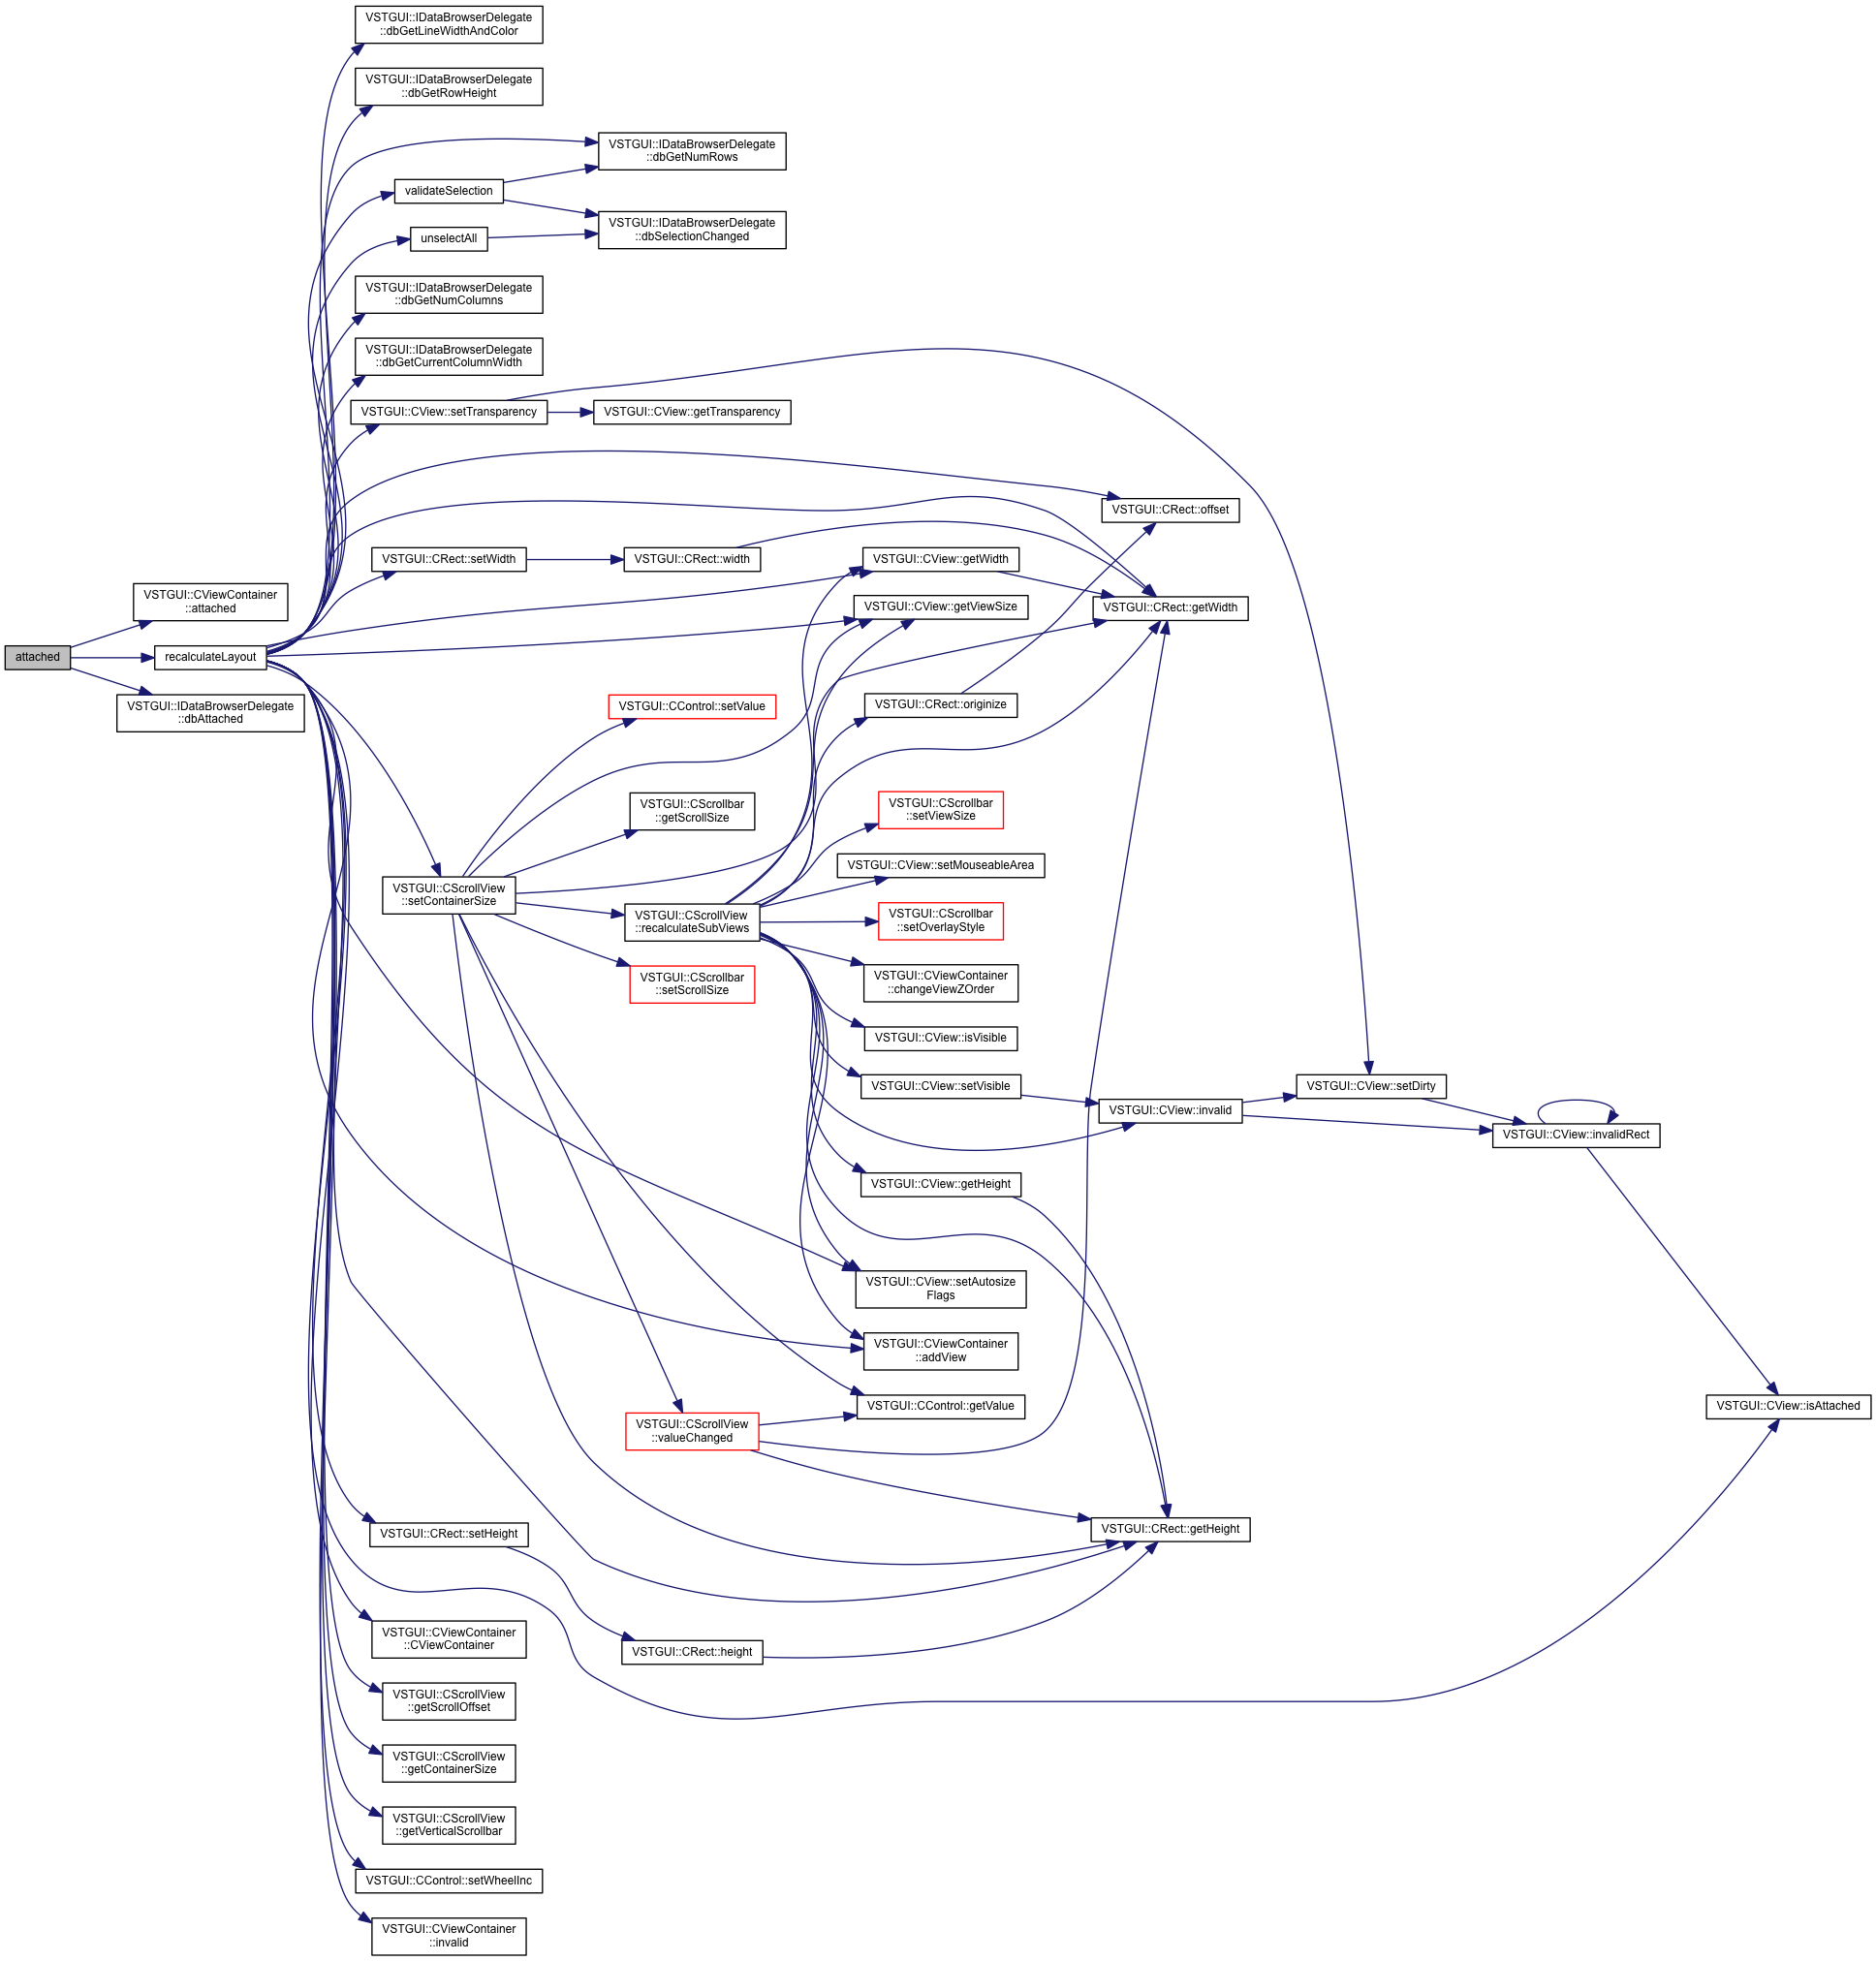 VSTGUI::IDataBrowserDelegate
::dbGetLineWidthAndColor
VSTGUI::IDataBrowserDelegate
::dbGetRowHeight
VSTGUI::IDataBrowserDelegate
::dbGetNumRows
validateSelection
VSTGUI::IDataBrowserDelegate
::dbSelectionChanged
unselectAll
VSTGUI::IDataBrowserDelegate
::dbGetNumColumns
VSTGUI::IDataBrowserDelegate
::dbGetCurrentColumnWidth
VSTGUI::CView::setTransparency
VSTGUI::CView::getTransparency
VSTGUI::CRect::offset
VSTGUI::CRect::setWidth
VSTGUI::CRect::width
VSTGUI::CView::getWidth
VSTGUI::CViewContainer
::attached
VSTGUI::CView::getViewSize
VSTGUI::CRect::getWidth
attached
recalculateLayout
VSTGUI::IDataBrowserDelegate
::dbAttached
VSTGUI::CControl::setValue
VSTGUI::CRect::originize
VSTGUI::CScrollbar
::getScrollSize
VSTGUI::CScrollbar
::setViewSize
VSTGUI::CView::setMouseableArea
VSTGUI::CScrollView
::setContainerSize
VSTGUI::CScrollView
::recalculateSubViews
VSTGUI::CScrollbar
::setOverlayStyle
VSTGUI::CScrollbar
::setScrollSize
VSTGUI::CViewContainer
::changeViewZOrder
VSTGUI::CView::isVisible
VSTGUI::CView::setVisible
VSTGUI::CView::invalid
VSTGUI::CView::setDirty
VSTGUI::CView::invalidRect
VSTGUI::CView::getHeight
VSTGUI::CView::setAutosize
Flags
VSTGUI::CViewContainer
::addView
VSTGUI::CControl::getValue
VSTGUI::CView::isAttached
VSTGUI::CScrollView
::valueChanged
VSTGUI::CRect::setHeight
VSTGUI::CRect::getHeight
VSTGUI::CViewContainer
::CViewContainer
VSTGUI::CRect::height
VSTGUI::CScrollView
::getScrollOffset
VSTGUI::CScrollView
::getContainerSize
VSTGUI::CScrollView
::getVerticalScrollbar
VSTGUI::CControl::setWheelInc
VSTGUI::CViewContainer
::invalid